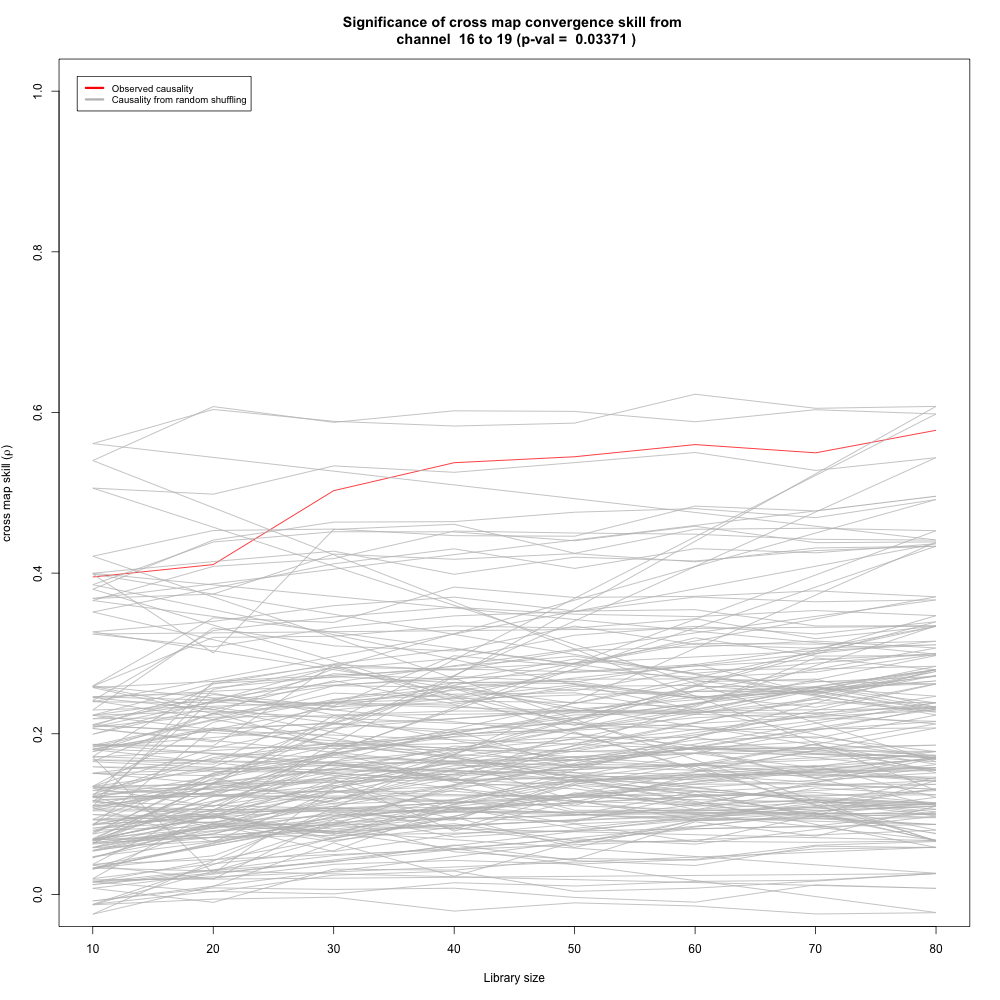 Significance of cross map convergence skill from
channel  16 to 19 (p-val =  0.03371 )
Observed causality
Causality from random shuffling
cross map skill (ρ)
1.0
0.8
0.6
0.4
0.2
0.0
10 20 30 40 50 60 70 80
Library size